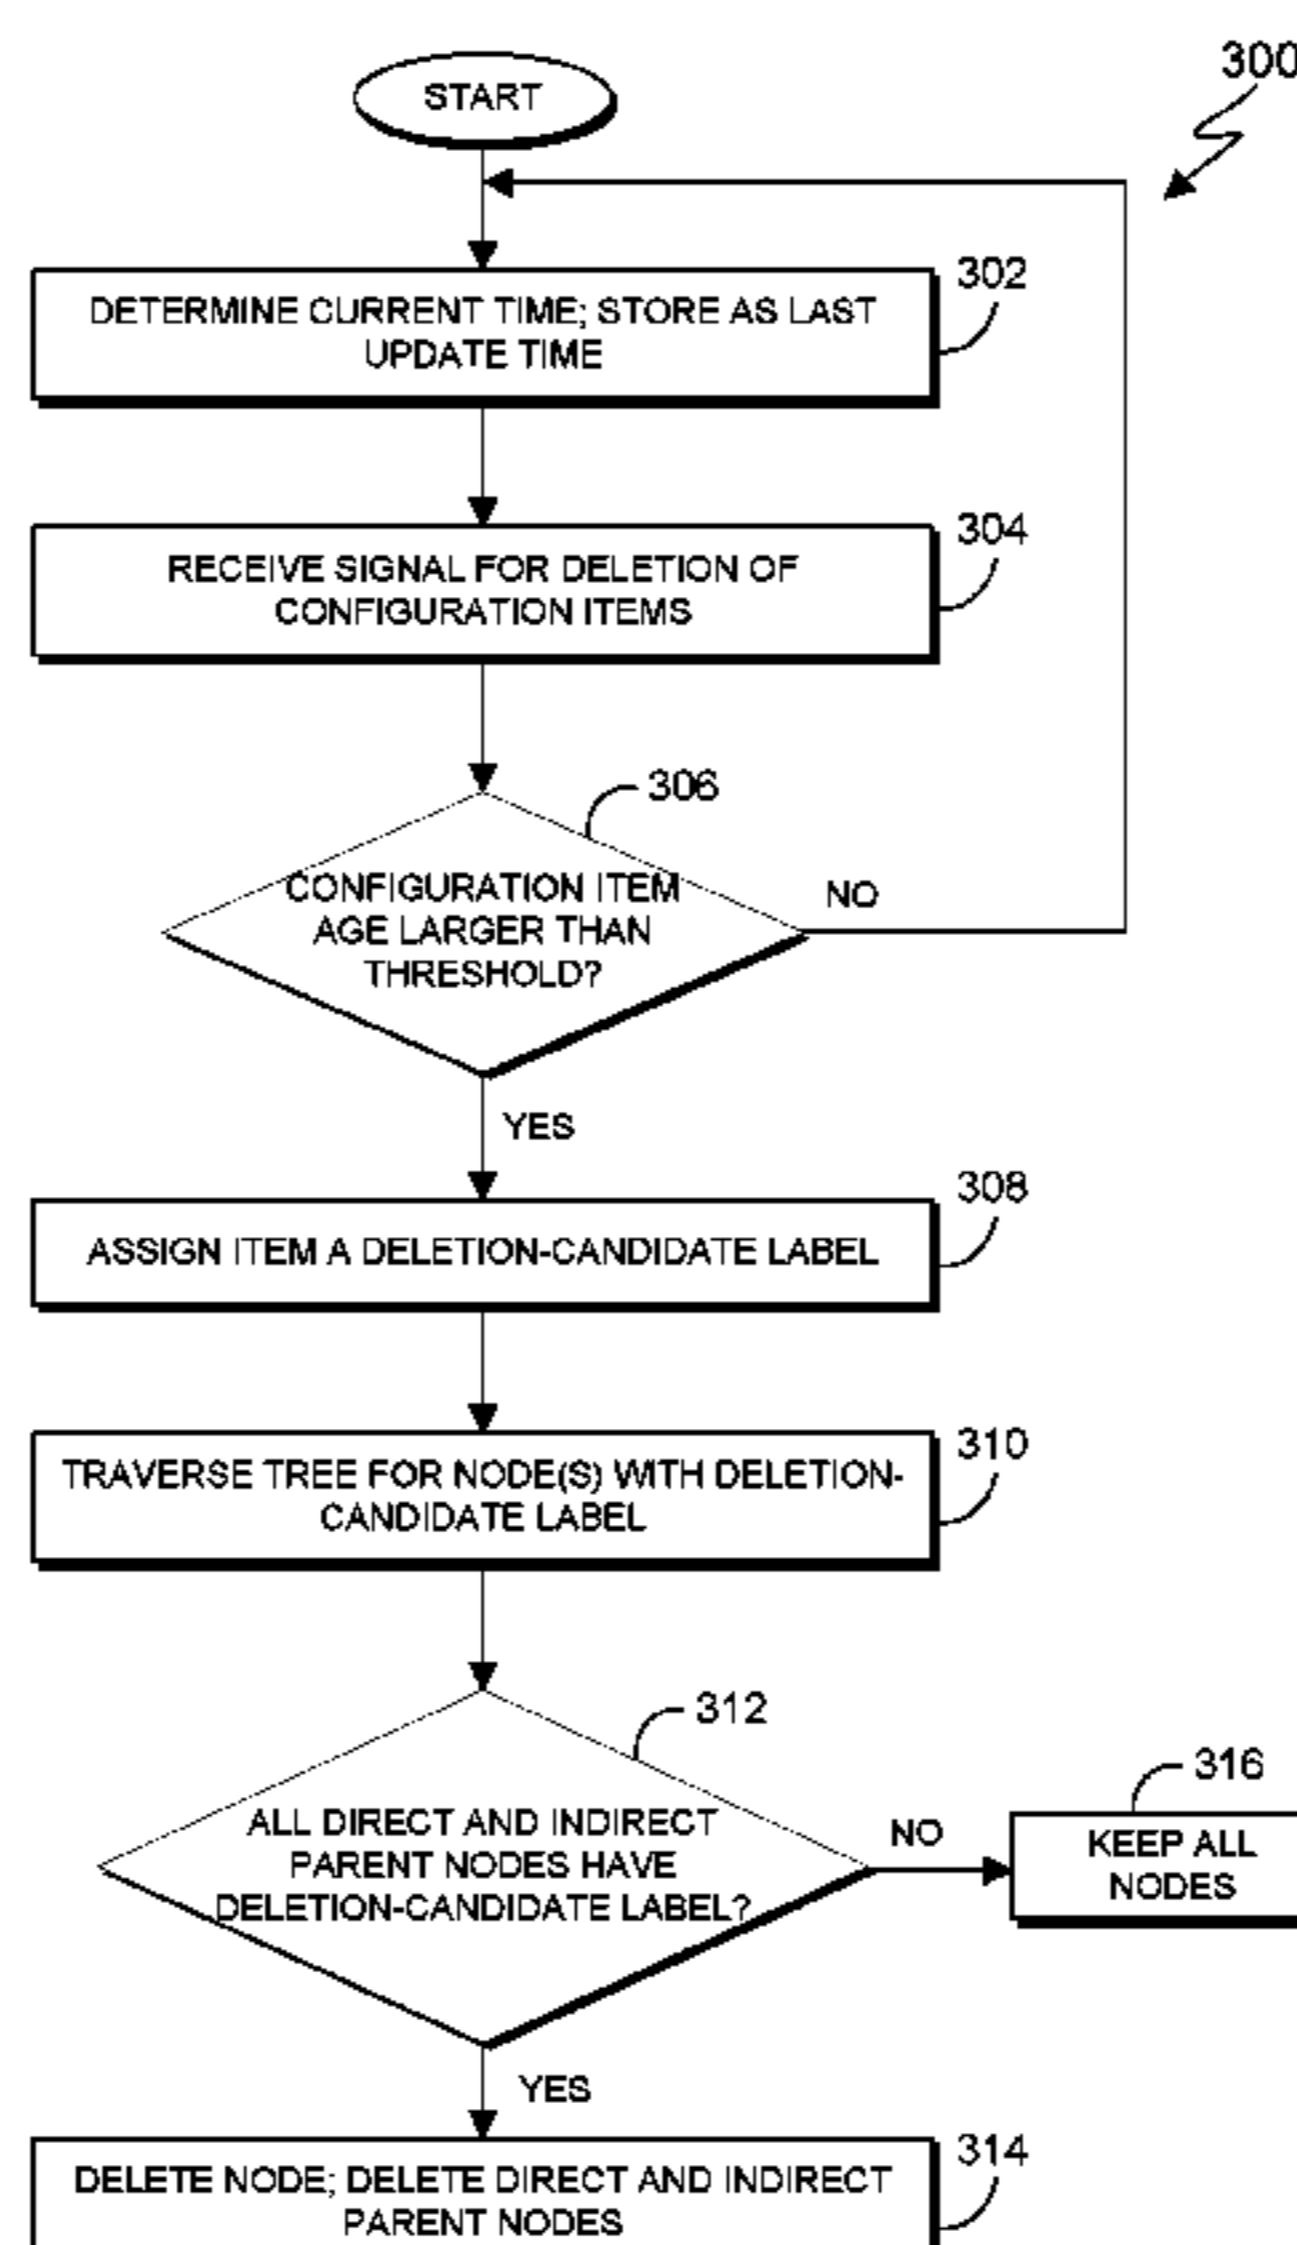 START
300
302
DETERMINE CURRENT TIME; STORE AS LAST
UPDATE TIME
304
RECEIVE SIGNAL FOR DELETION OF
CONFIGURATION ITEMS
306
CONFIGURATION ITEM
AGE LARGER THAN
THRESHOLD?
NO
YES
308
ASSIGN ITEM A DELETION-CANDIDATE LABEL
310
TRAVERSE TREE FOR NODE(S) WITH DELETION-
CANDIDATE LABEL
312
ALL DIRECT AND INDIRECT
PARENT NODES HAVE
DELETION-CANDIDATE LABEL?
NO
316
KEEP ALL
NODES
YES
314
DELETE NODE; DELETE DIRECT AND INDIRECT
PARENT NODES